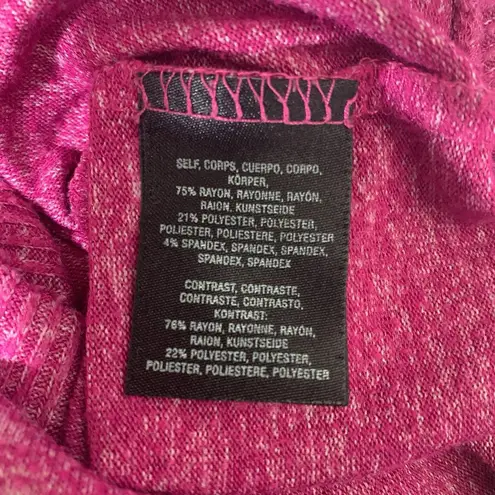 SELF, CORPS, CUERPO, CORPO,
KÖRPER,
75% RAYON, RAYONNE, RAYÓN,
RAION, KUNSTSEIDE
21% POLYESTER, POLYESTER,
POLIESTER, POLIESTERE, POLYESTER
4% SPANDEX, SPANDEX, SPANDEX,
SPANDEX, SPANDEX
CONTRAST, CONTRASTE,
CONTRASTE, CONTRASTO,
KONTRAST:
76% RAYON, RAYONNE, RAYÓN,
RAION, KUNSTSEIDE
22% POLYESTER, POLYESTER,
POLIESTER, POLIESTERE, POLYESTER